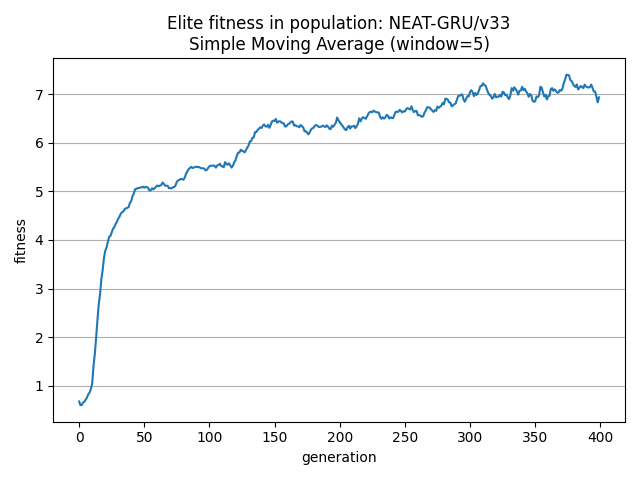 Elite fitness in population: NEAT-GRU/v33
Simple Moving Average (window=5)
7
6
5
4
3
2
1
fitness
0 50 100 150 200 250 300 350 400
generation